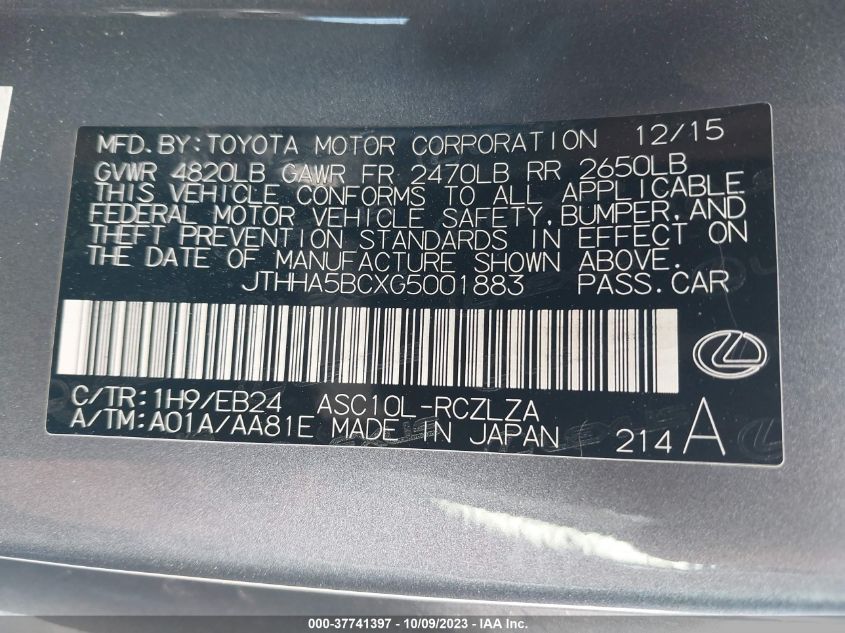 MFD.BY:TOYOTA MOTOR CORPORATION 12/15
GVWR 4820LB GAWR FR 2470LB RR 2650LB
THIS VEHICLE CONFORMS TO ALL APPLICABLE
FEDERAL MOTOR VEHICLE SAFETY,BUMPER,AND
THEFT PREVENTION STANDARDS IN EFFECT ON
THE DATE OF MANUFACTURE SHOWN ABOVE.
JTHHA5BCXG5001883 PASS.CAR
C/TR:1H9/EB24 ASC10L-RCZLZA
A/TM:A01A/AA81E MADE IN JAPAN 214 A
000-37741397 - 10/09/2023 - IAA Inc.